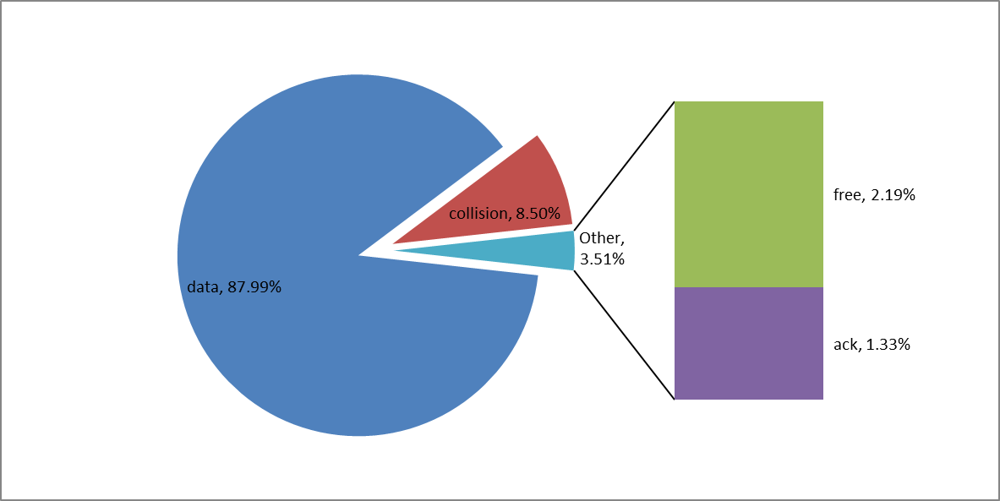 data, 87.99%
collision, 8.50%
Other,
3.51%
free, 2.19%
ack, 1.33%